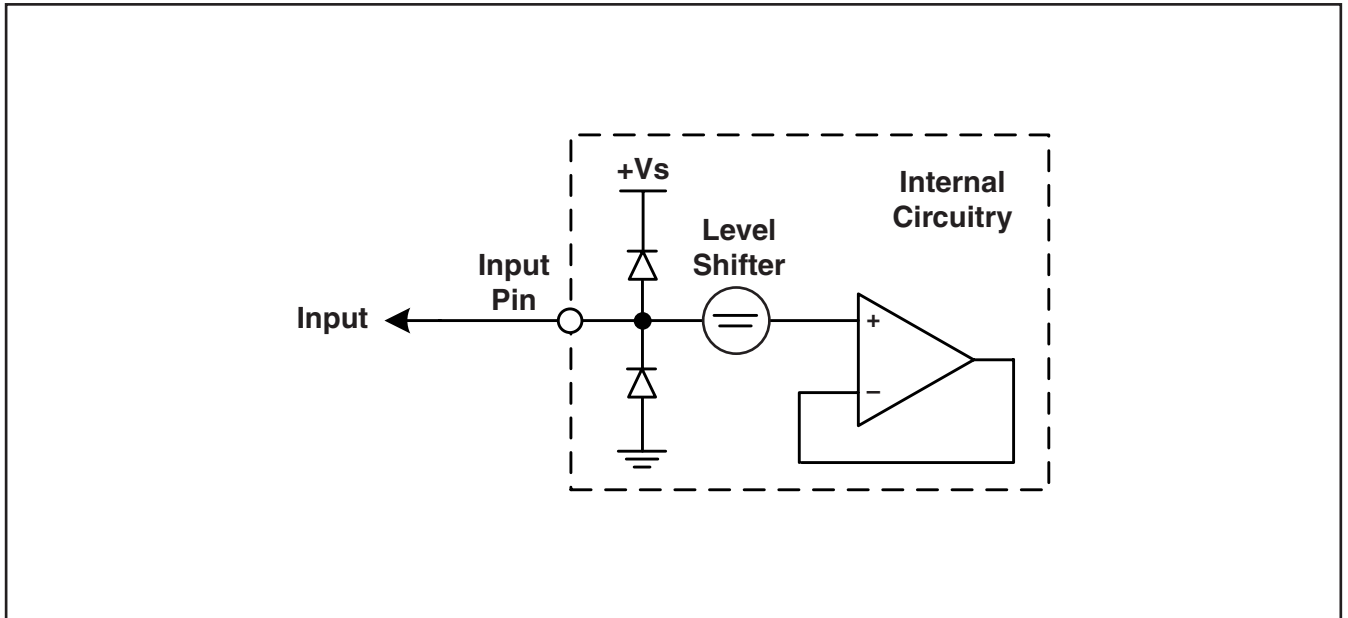 +Vs
Internal
Circuitry
Level
Shifter
Input
Pin
Input
+
−